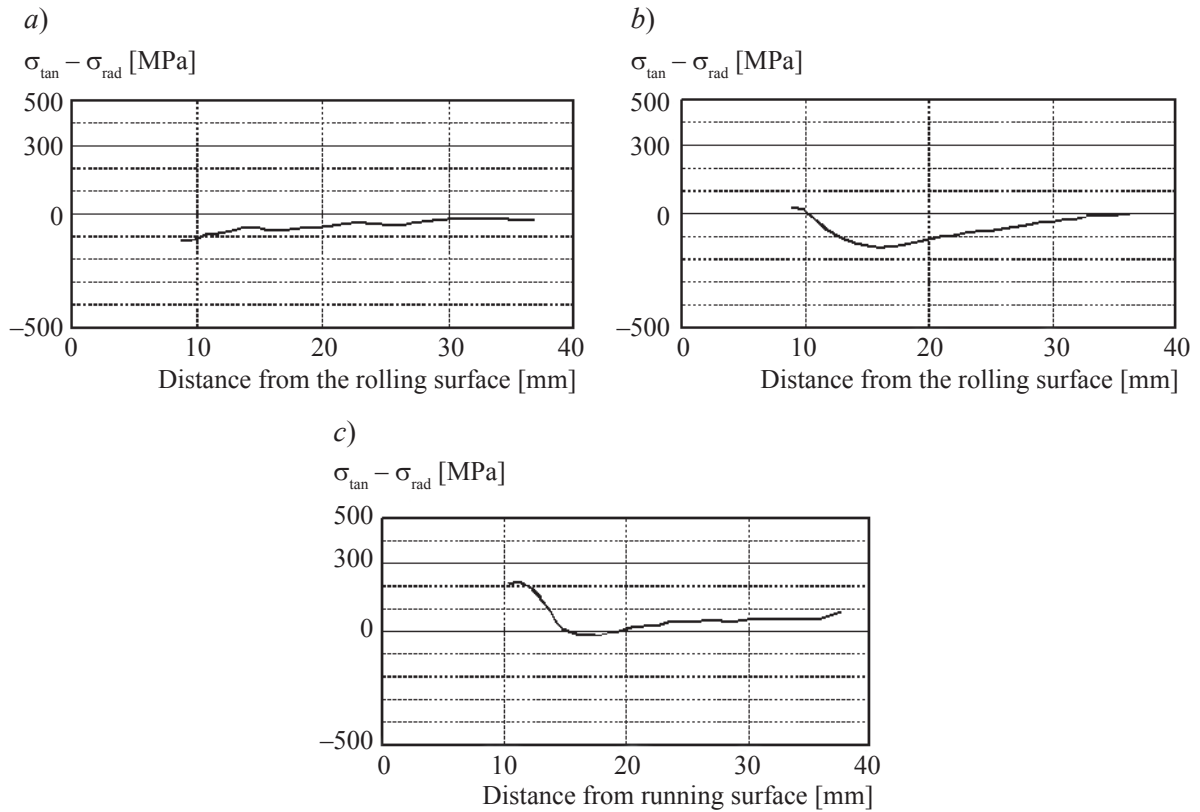 a)
σtan – σrad [MPa]
500
300
0
–500
0 10 20 30 40
Distance from the rolling surface [mm]
b)
σtan – σrad [MPa]
500
300
0
–500
0 10 20 30 40
Distance from the rolling surface [mm]
c)
σtan – σrad [MPa]
500
300
0
–500
0 10 20 30 40
Distance from running surface [mm]